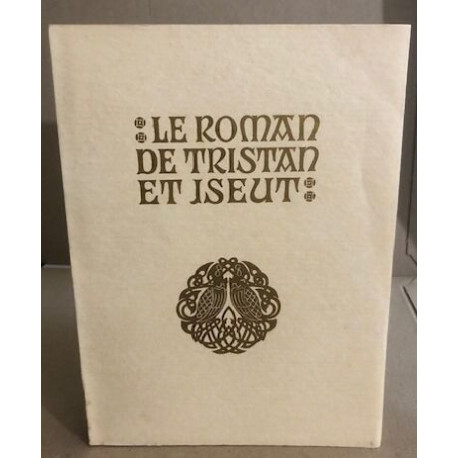 LE ROMAN
DE TRISTAN
ET ISEUT